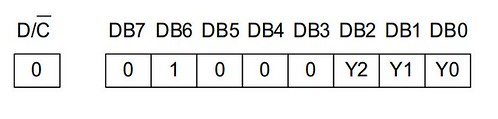 D/C̅ DB7 DB6 DB5 DB4 DB3 DB2 DB1 DB0
0 0 1 0 0 0 Y2 Y1 Y0